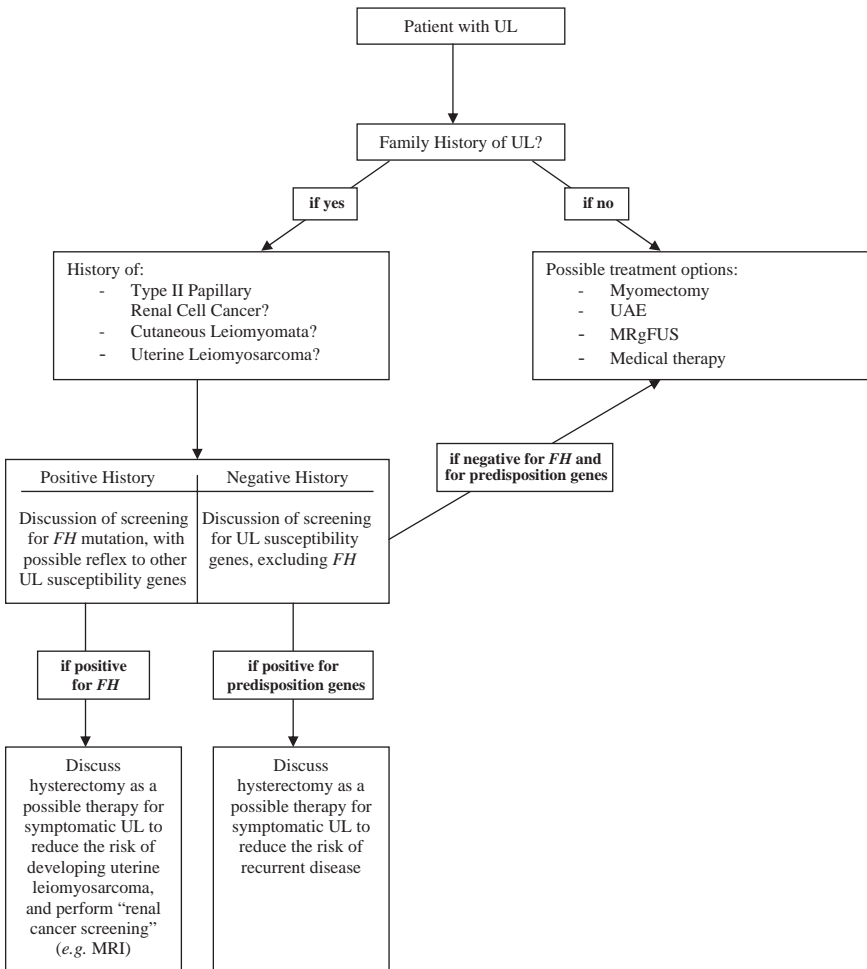 Patient with UL
Family History of UL?
if yes
if no
History of:
- Type II Papillary
Renal Cell Cancer?
- Cutaneous Leiomyomata?
- Uterine Leiomyosarcoma?
Possible treatment options:
- Myomectomy
- UAE
- MRgFUS
- Medical therapy
if negative for FH and
for predisposition genes
Positive History
Discussion of screening
for FH mutation, with
possible reflex to other
UL susceptibility genes
Negative History
Discussion of screening
for UL susceptibility
genes, excluding FH
if positive
for FH
if positive for
predisposition genes
Discuss
hysterectomy as a
possible therapy for
symptomatic UL to
reduce the risk of
developing uterine
leiomyosarcoma,
and perform “renal
cancer screening”
(e.g. MRI)
Discuss
hysterectomy as a
possible therapy for
symptomatic UL to
reduce the risk of
recurrent disease